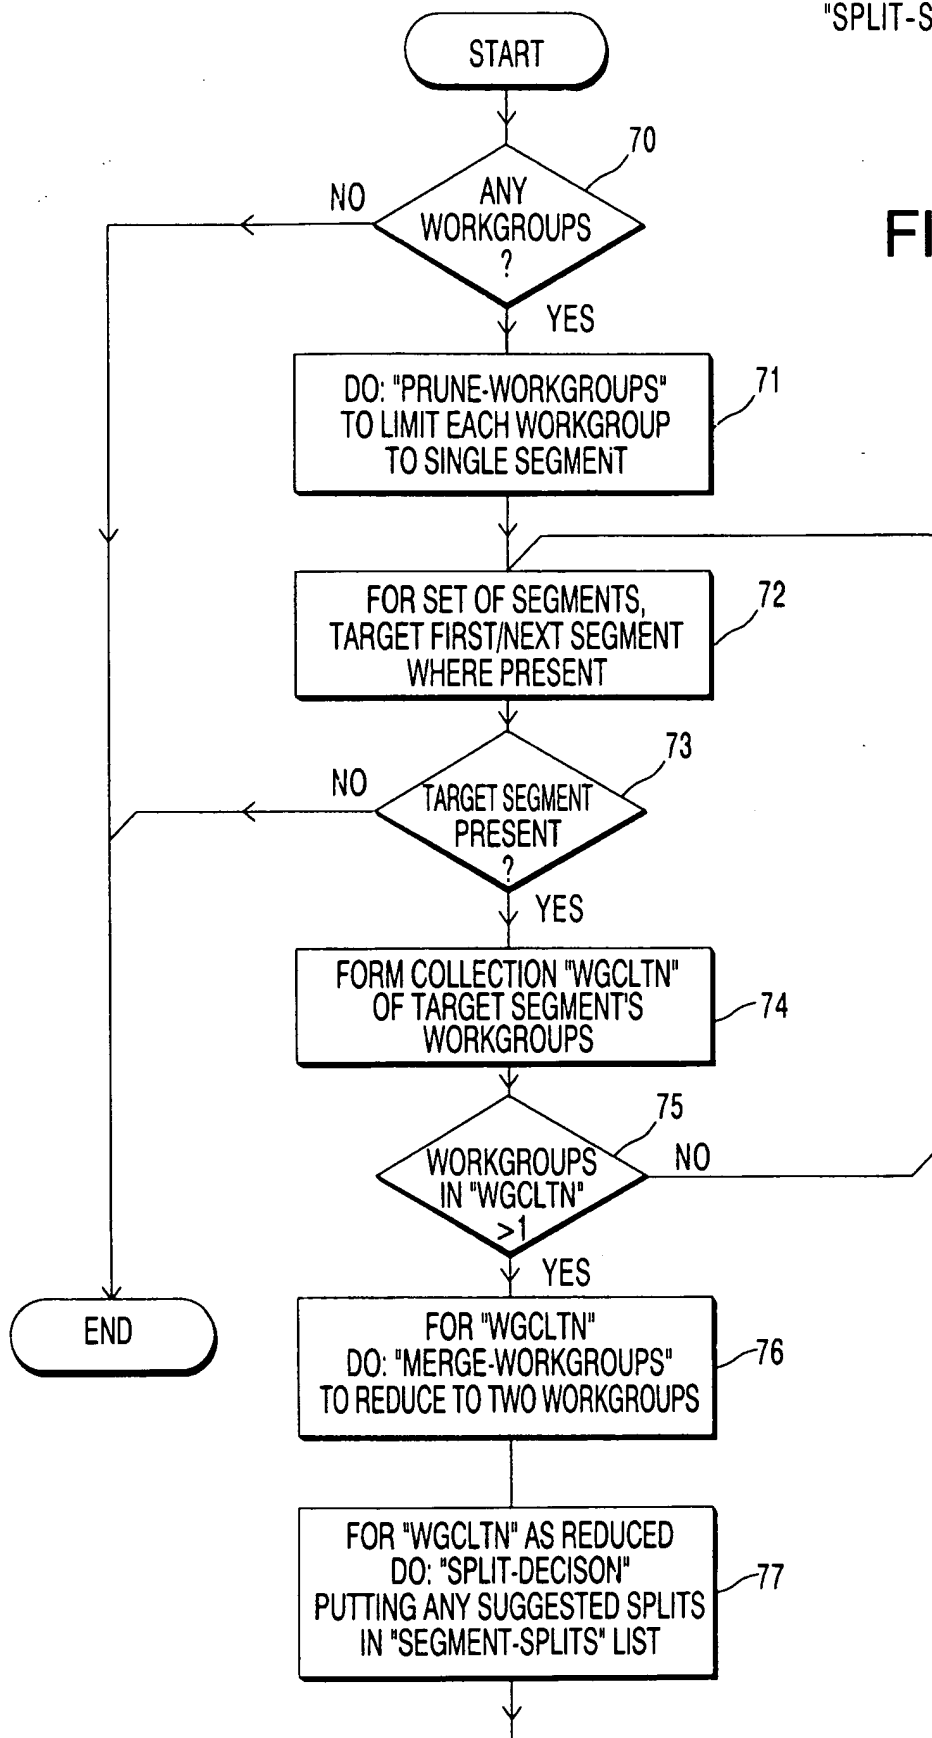 "SPLIT-S
START
70
ANY
WORKGROUPS
?
NO
FI
YES
DO: "PRUNE-WORKGROUPS"
TO LIMIT EACH WORKGROUP
TO SINGLE SEGMENT
71
FOR SET OF SEGMENTS,
TARGET FIRST/NEXT SEGMENT
WHERE PRESENT
72
73
NO
TARGET SEGMENT
PRESENT
?
YES
FORM COLLECTION "WGCLTN"
OF TARGET SEGMENT'S
WORKGROUPS
74
75
WORKGROUPS
IN "WGCLTN"
>1
NO
YES
END
FOR "WGCLTN"
DO: "MERGE-WORKGROUPS"
TO REDUCE TO TWO WORKGROUPS
76
FOR "WGCLTN" AS REDUCED
DO: "SPLIT-DECISON"
PUTTING ANY SUGGESTED SPLITS
IN "SEGMENT-SPLITS" LIST
77